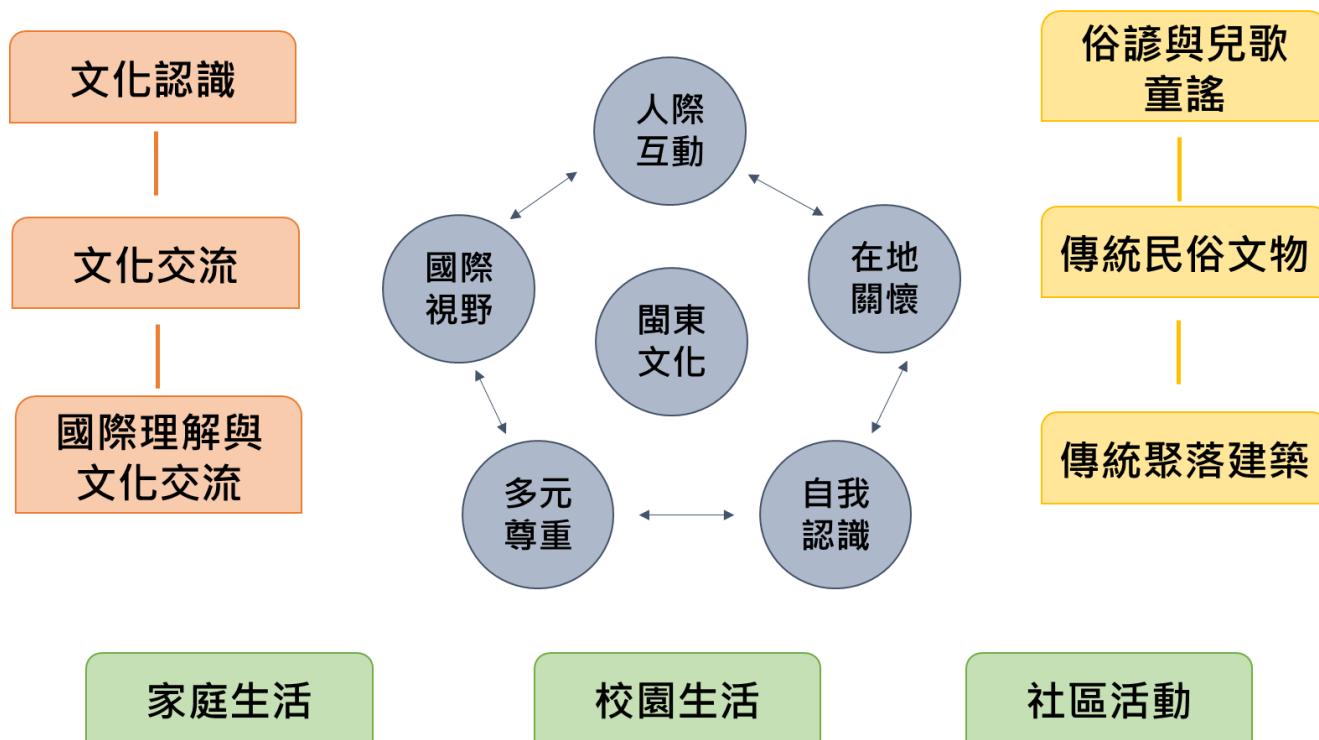 文化認識
文化交流
國際理解與
文化交流
人際
互動
國際
視野
在地
關懷
閩東
文化
多元
尊重
自我
認識
俗諺與兒歌
童謠
傳統民俗文物
傳統聚落建築
家庭生活
校園生活
社區活動